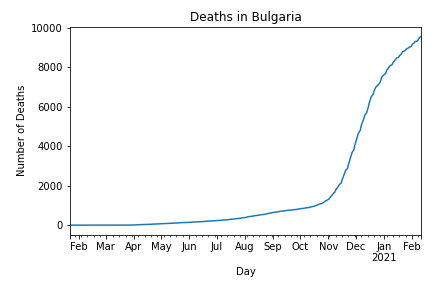 Deaths in Bulgaria
10000
8000
6000
4000
2000
0
Number of Deaths
Feb Mar Apr May Jun Jul Aug Sep Oct Nov Dec Jan Feb
2021
Day